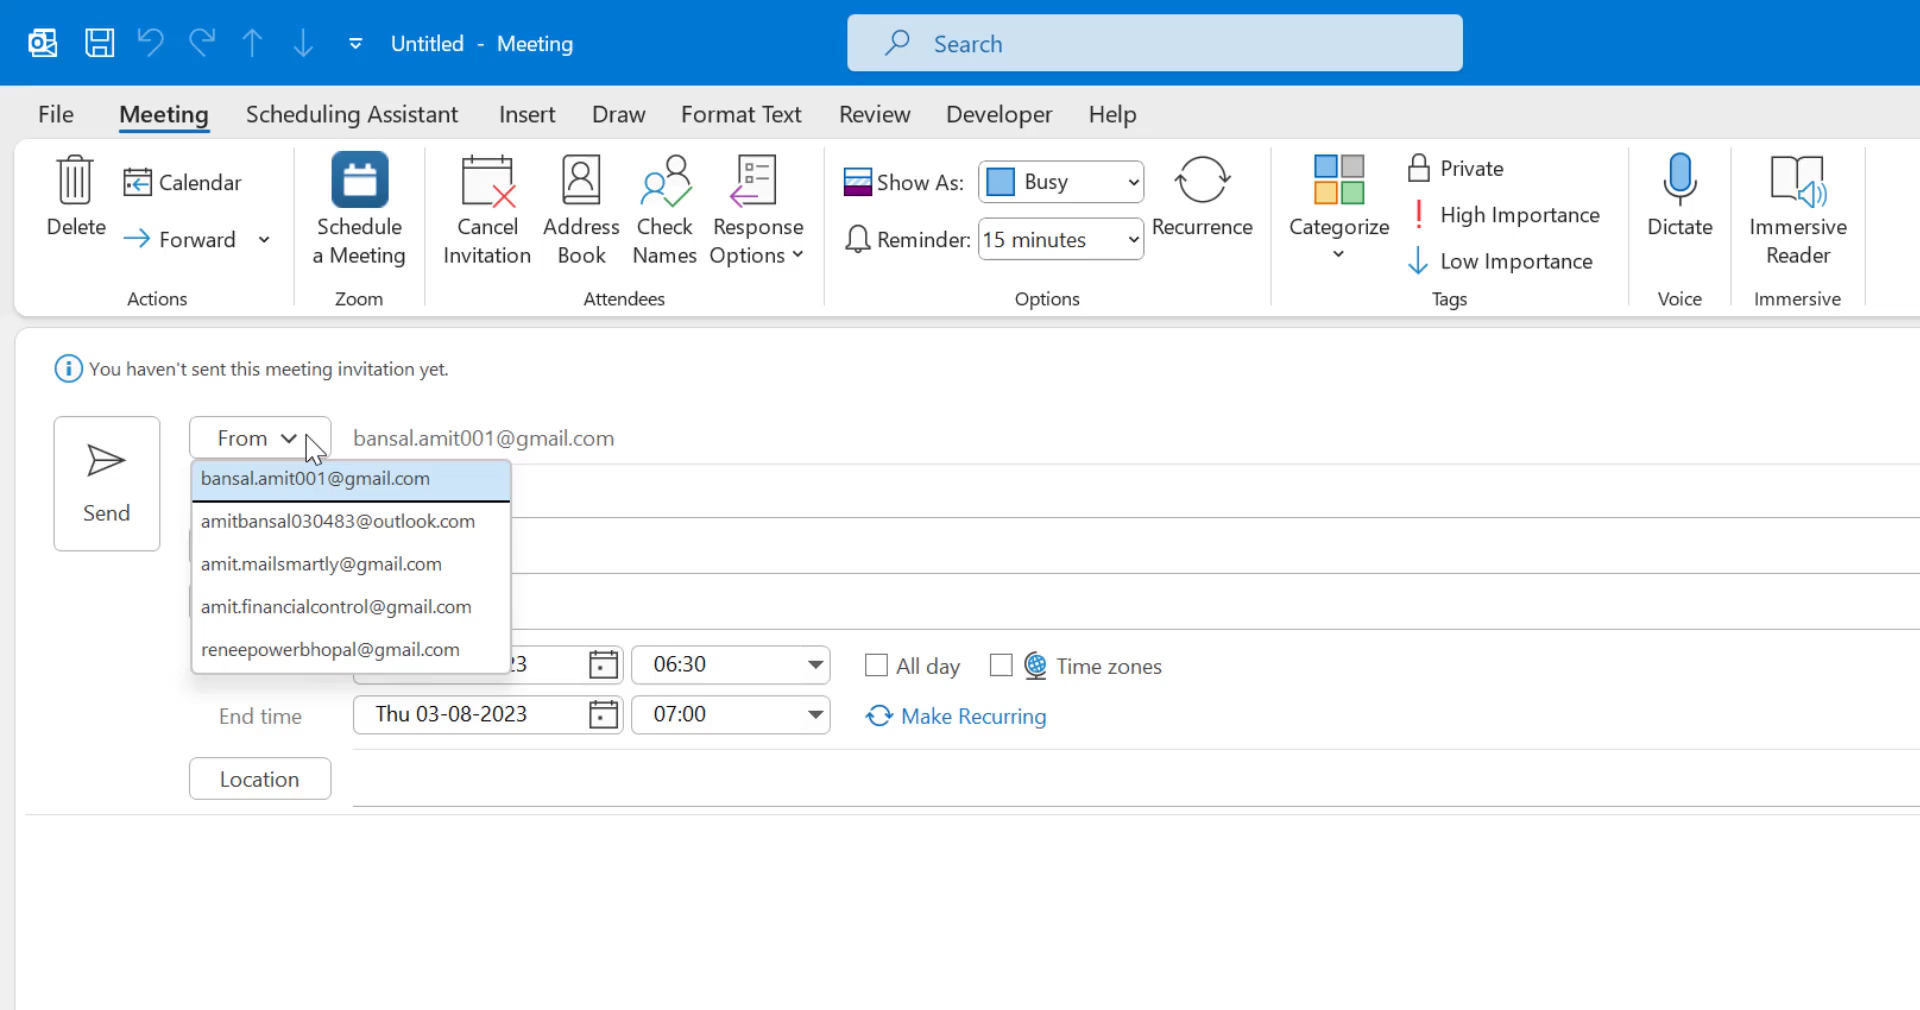 Untitled - Meeting
Search
File Meeting Scheduling Assistant Insert Draw Format Text Review Developer Help
Delete
Calendar
Forward
Actions
Schedule
a Meeting
Zoom
Cancel
Invitation
Address
Book
Check
Names
Response
Options
Attendees
Show As: Busy
Reminder: 15 minutes
Recurrence
Options
Categorize
Private
High Importance
Low Importance
Tags
Dictate
Voice
Immersive
Reader
Immersive
You haven't sent this meeting invitation yet.
Send
From bansal.amit001@gmail.com
bansal.amit001@gmail.com
amitbansal030483@outlook.com
amit.mailsmartly@gmail.com
amit.financialcontrol@gmail.com
reneepowerbhopal@gmail.com
06:30 All day Time zones
End time Thu 03-08-2023 07:00 Make Recurring
Location